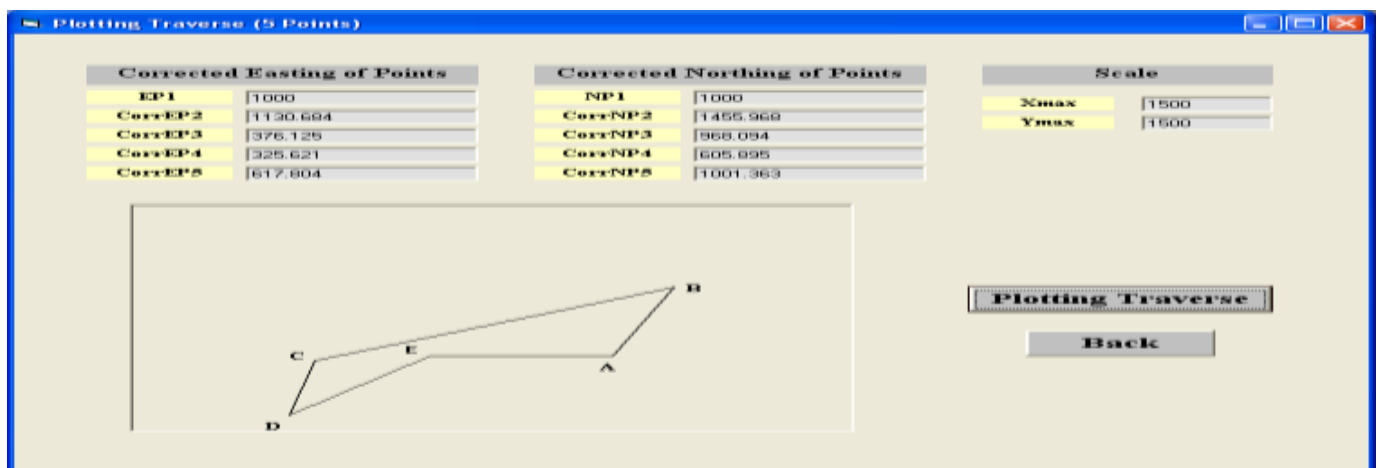 Plotting Traverse (5 Points)
Corrected Easting of Points
EP1 1000
CorrEP2 1130.684
CorrEP3 376.125
CorrEP4 325.621
CorrEP5 617.804
Corrected Northing of Points
NP1 1000
CorrNP2 1455.968
CorrNP3 968.094
CorrNP4 605.895
CorrNP5 1001.363
Scale
Xmax 1500
Ymax 1500
B
C
E
A
D
Plotting Traverse
Back